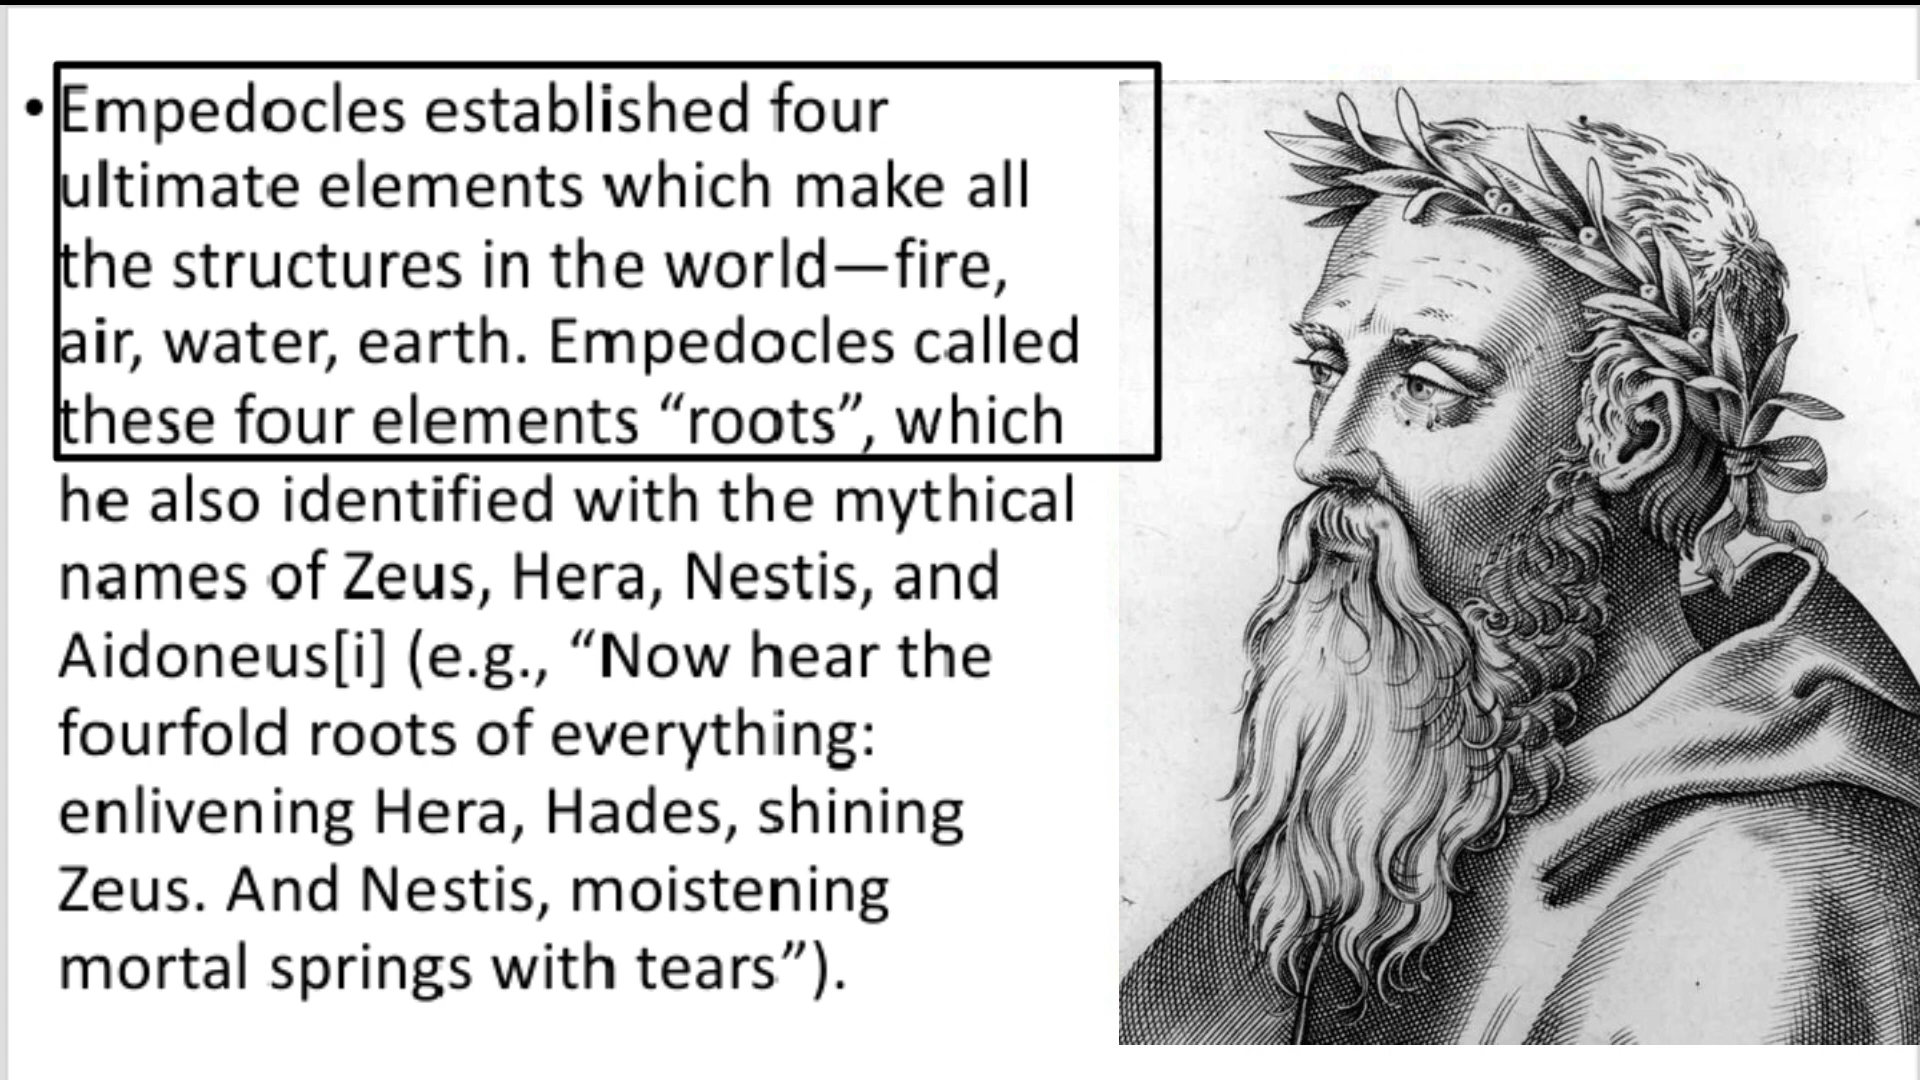 • Empedocles established four
ultimate elements which make all
the structures in the world—fire,
air, water, earth. Empedocles called
these four elements “roots”, which
he also identified with the mythical
names of Zeus, Hera, Nestis, and
Aidoneus[i] (e.g., “Now hear the
fourfold roots of everything:
enlivening Hera, Hades, shining
Zeus. And Nestis, moistening
mortal springs with tears”).